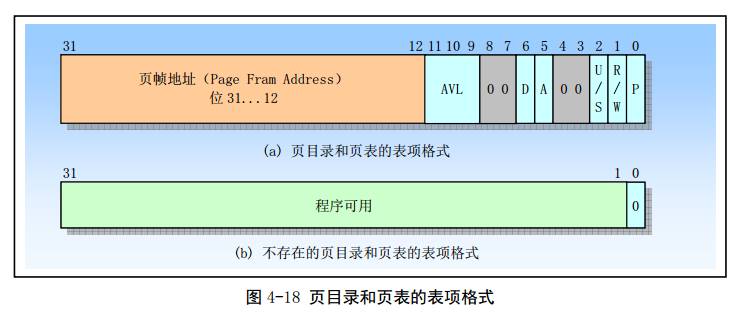 31 12 11 10 9 8 7 6 5 4 3 2 1 0
页帧地址（Page Fram Address）
位 31...12
AVL 0 0 D A 0 0 U/S R/W P
(a) 页目录和页表的表项格式
31 1 0
程序可用 0
(b) 不存在的页目录和页表的表项格式
图 4-18 页目录和页表的表项格式